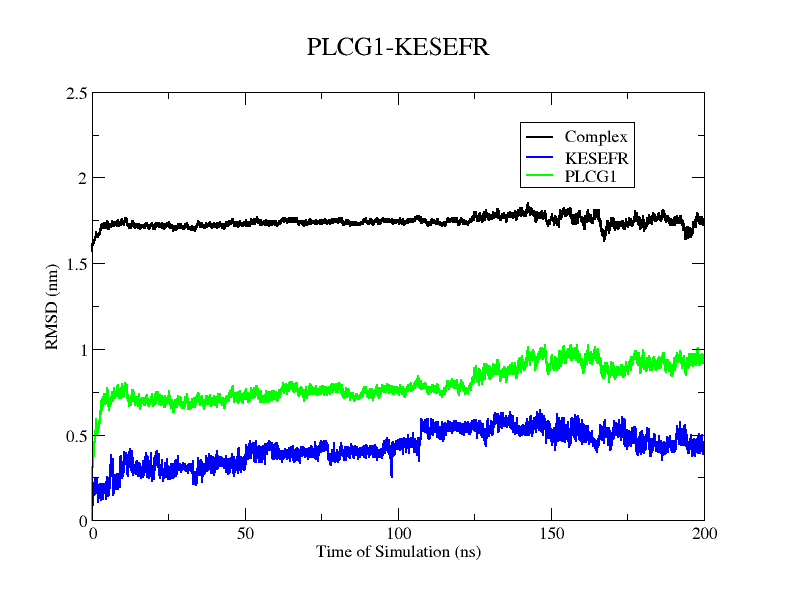 PLCG1-KESEFR
2.5
2
1.5
1
0.5
0
RMSD (nm)
Complex
KESEFR
PLCG1
0 50 100 150 200
Time of Simulation (ns)